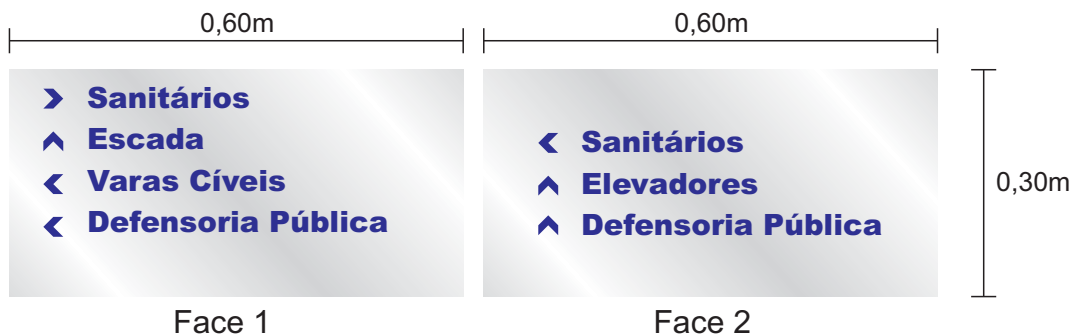 0,60m
0,60m
Sanitários
Escada
Varas Cíveis
Defensoria Pública
Sanitários
Elevadores
Defensoria Pública
0,30m
Face 1
Face 2